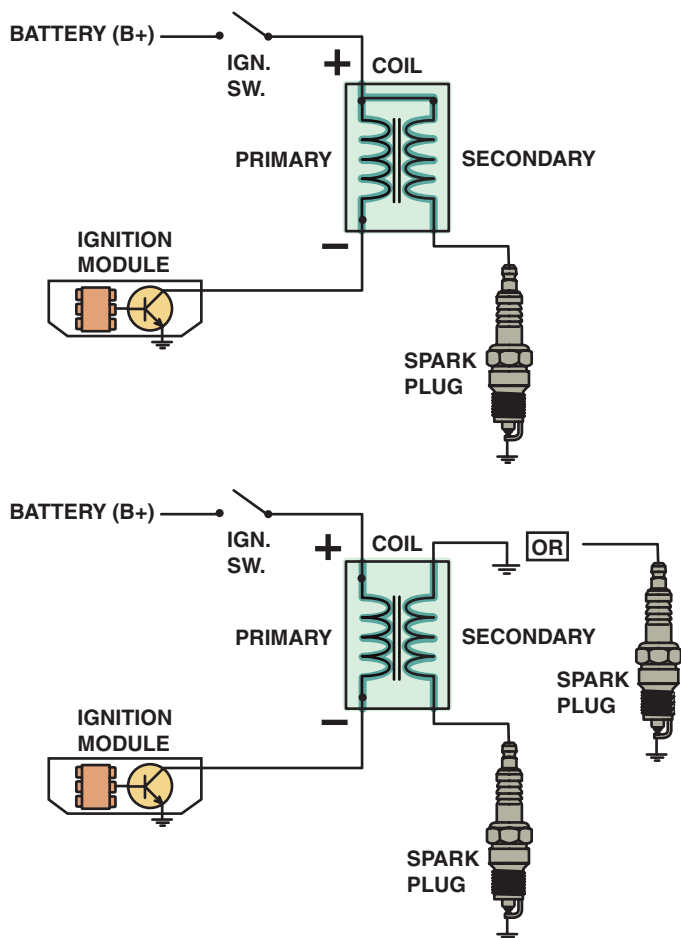 BATTERY (B+)
IGN.
SW.
+
COIL
PRIMARY
SECONDARY
–
IGNITION
MODULE
SPARK
PLUG
BATTERY (B+)
IGN.
SW.
+
COIL
OR
PRIMARY
SECONDARY
SPARK
PLUG
–
IGNITION
MODULE
SPARK
PLUG